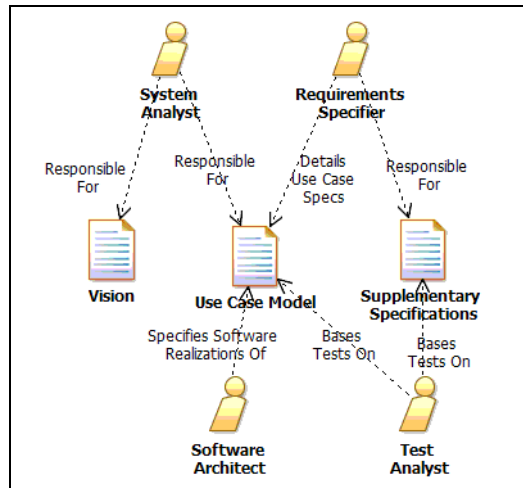 System
Analyst
Requirements
Specifier
Responsible
For
Responsible
For
Details
Use Case
Specs
Responsible
For
Vision
Use Case Model
Supplementary
Specifications
Specifies Software
Realizations Of
Bases
Tests On
Bases
Tests On
Software
Architect
Test
Analyst